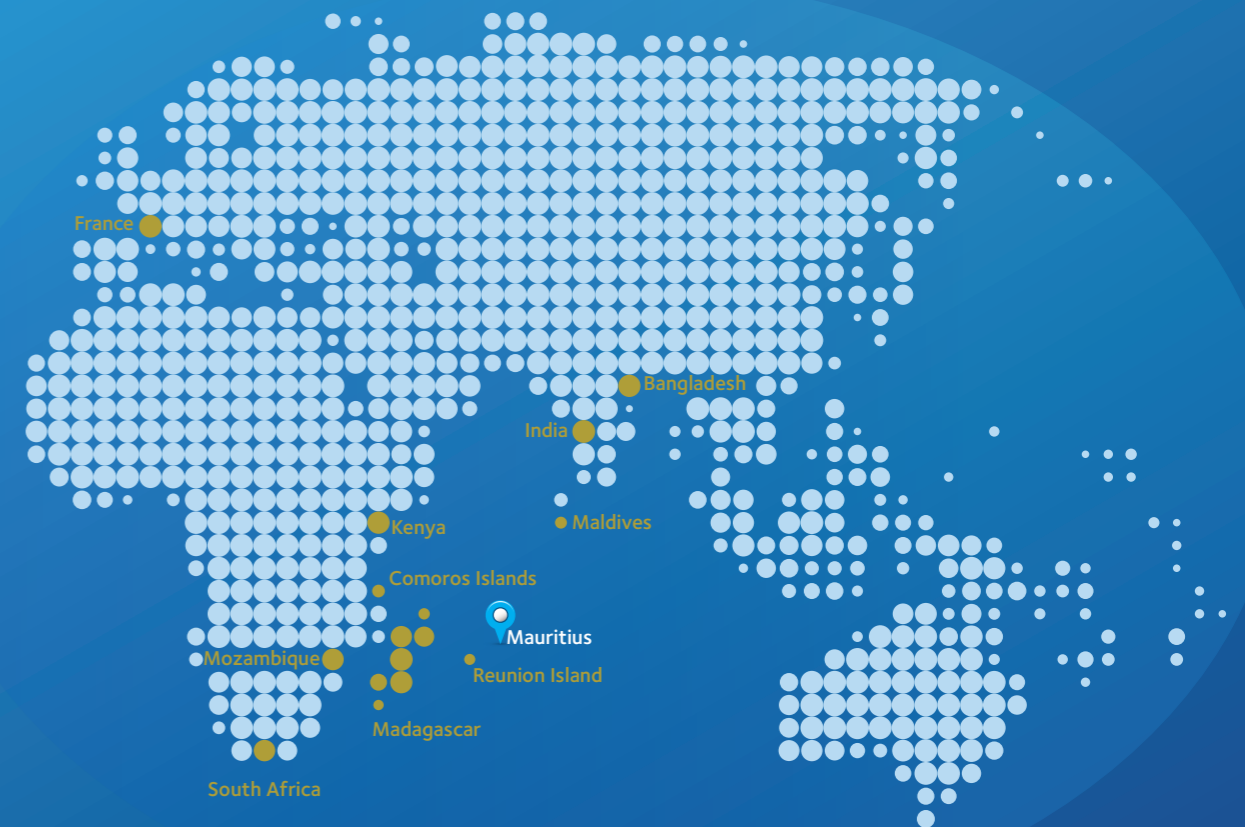 France
Bangladesh
India
Maldives
Kenya
Comoros Islands
Mauritius
Mozambique
Reunion Island
Madagascar
South Africa